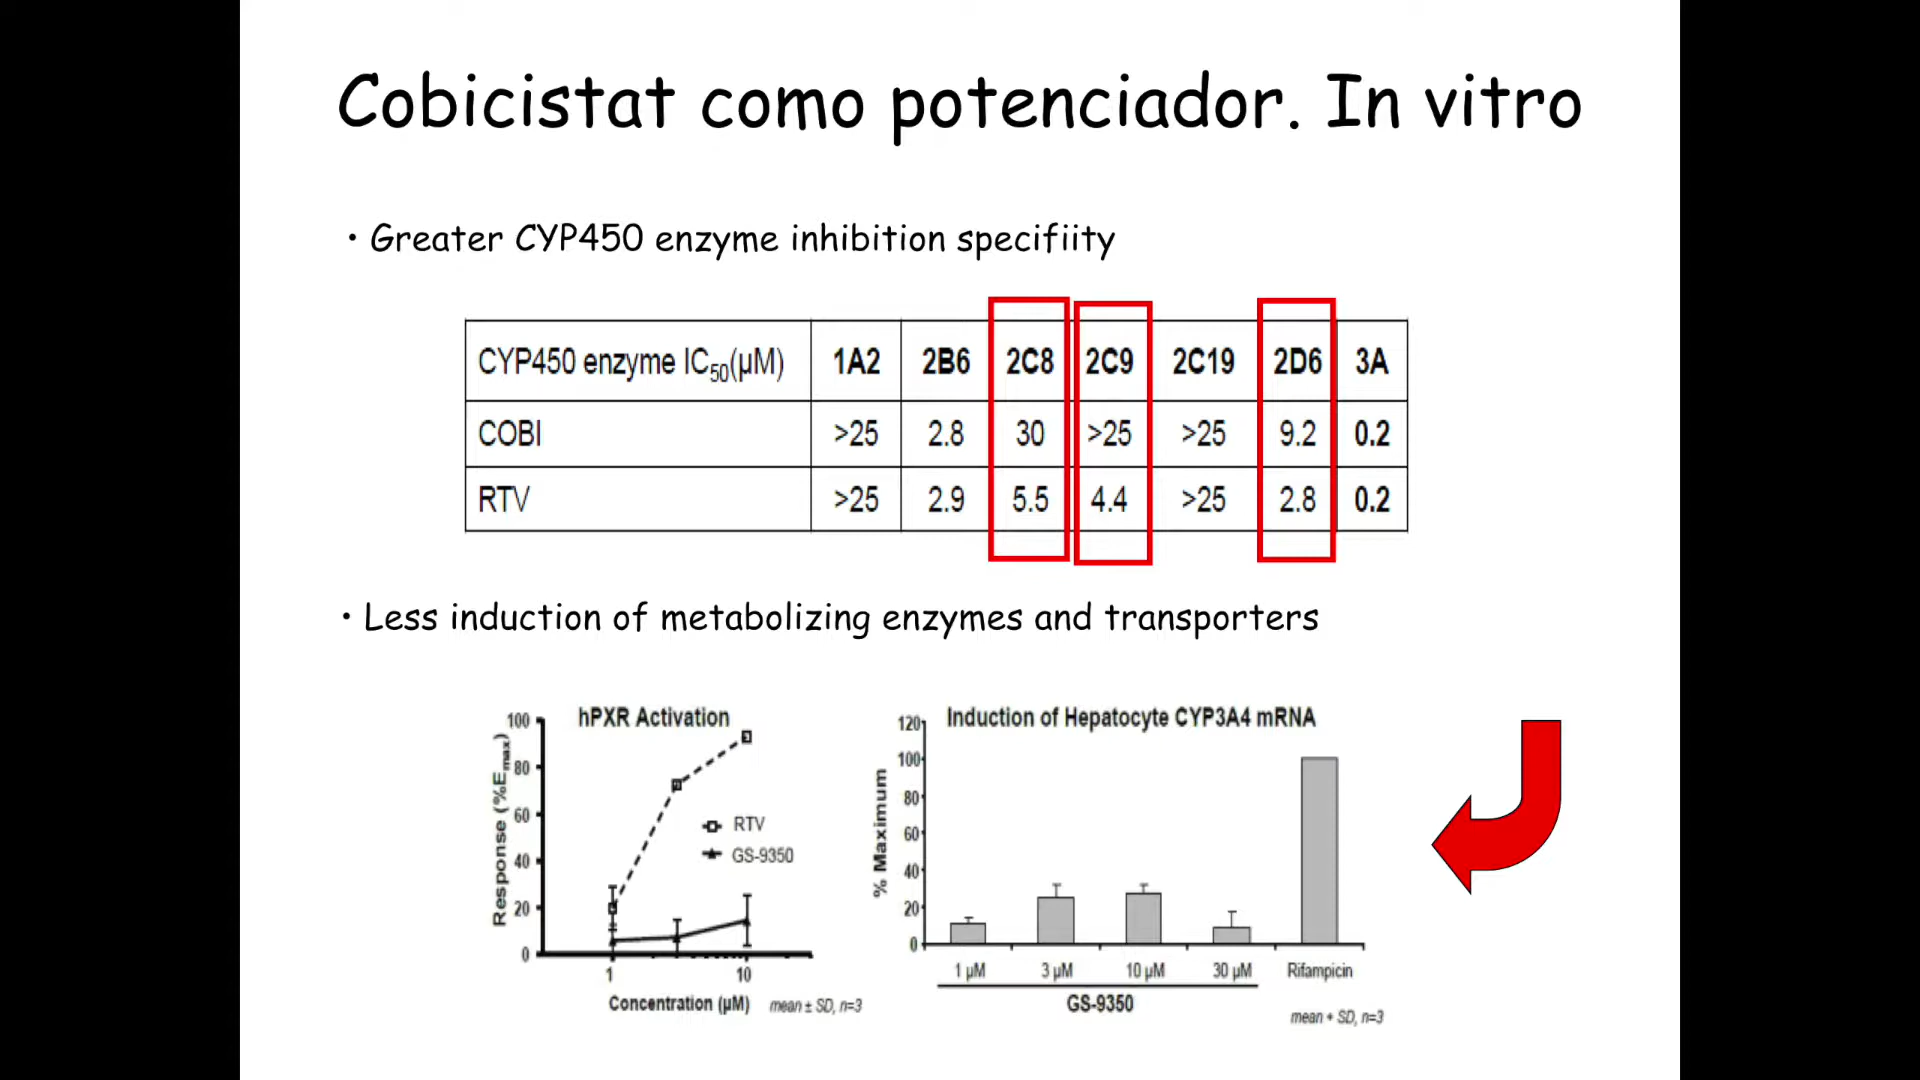 Cobicistat como potenciador. In vitro
• Greater CYP450 enzyme inhibition specifiity
CYP450 enzyme IC50(µM) 1A2 2B6 2C8 2C9 2C19 2D6 3A
COBI >25 2.8 30 >25 >25 9.2 0.2
RTV >25 2.9 5.5 4.4 >25 2.8 0.2
• Less induction of metabolizing enzymes and transporters
hPXR Activation
Response (%Emax)
100
80
60
40
20
0
RTV
GS-9350
1 10
Concentration (µM) mean ± SD, n=3
Induction of Hepatocyte CYP3A4 mRNA
% Maximum
120
100
80
60
40
20
0
1 µM 3 µM 10 µM 30 µM Rifampicin
GS-9350
mean + SD, n=3